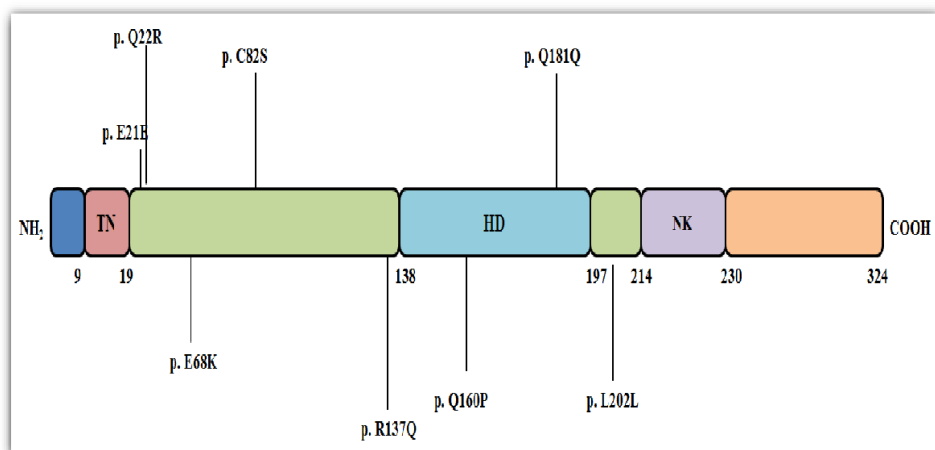 p. Q22R
p. C82S
p. Q181Q
p. E21E
NH2
TN
HD
NK
COOH
9
19
138
197
214
230
324
p. E68K
p. Q160P
p. L202L
p. R137Q